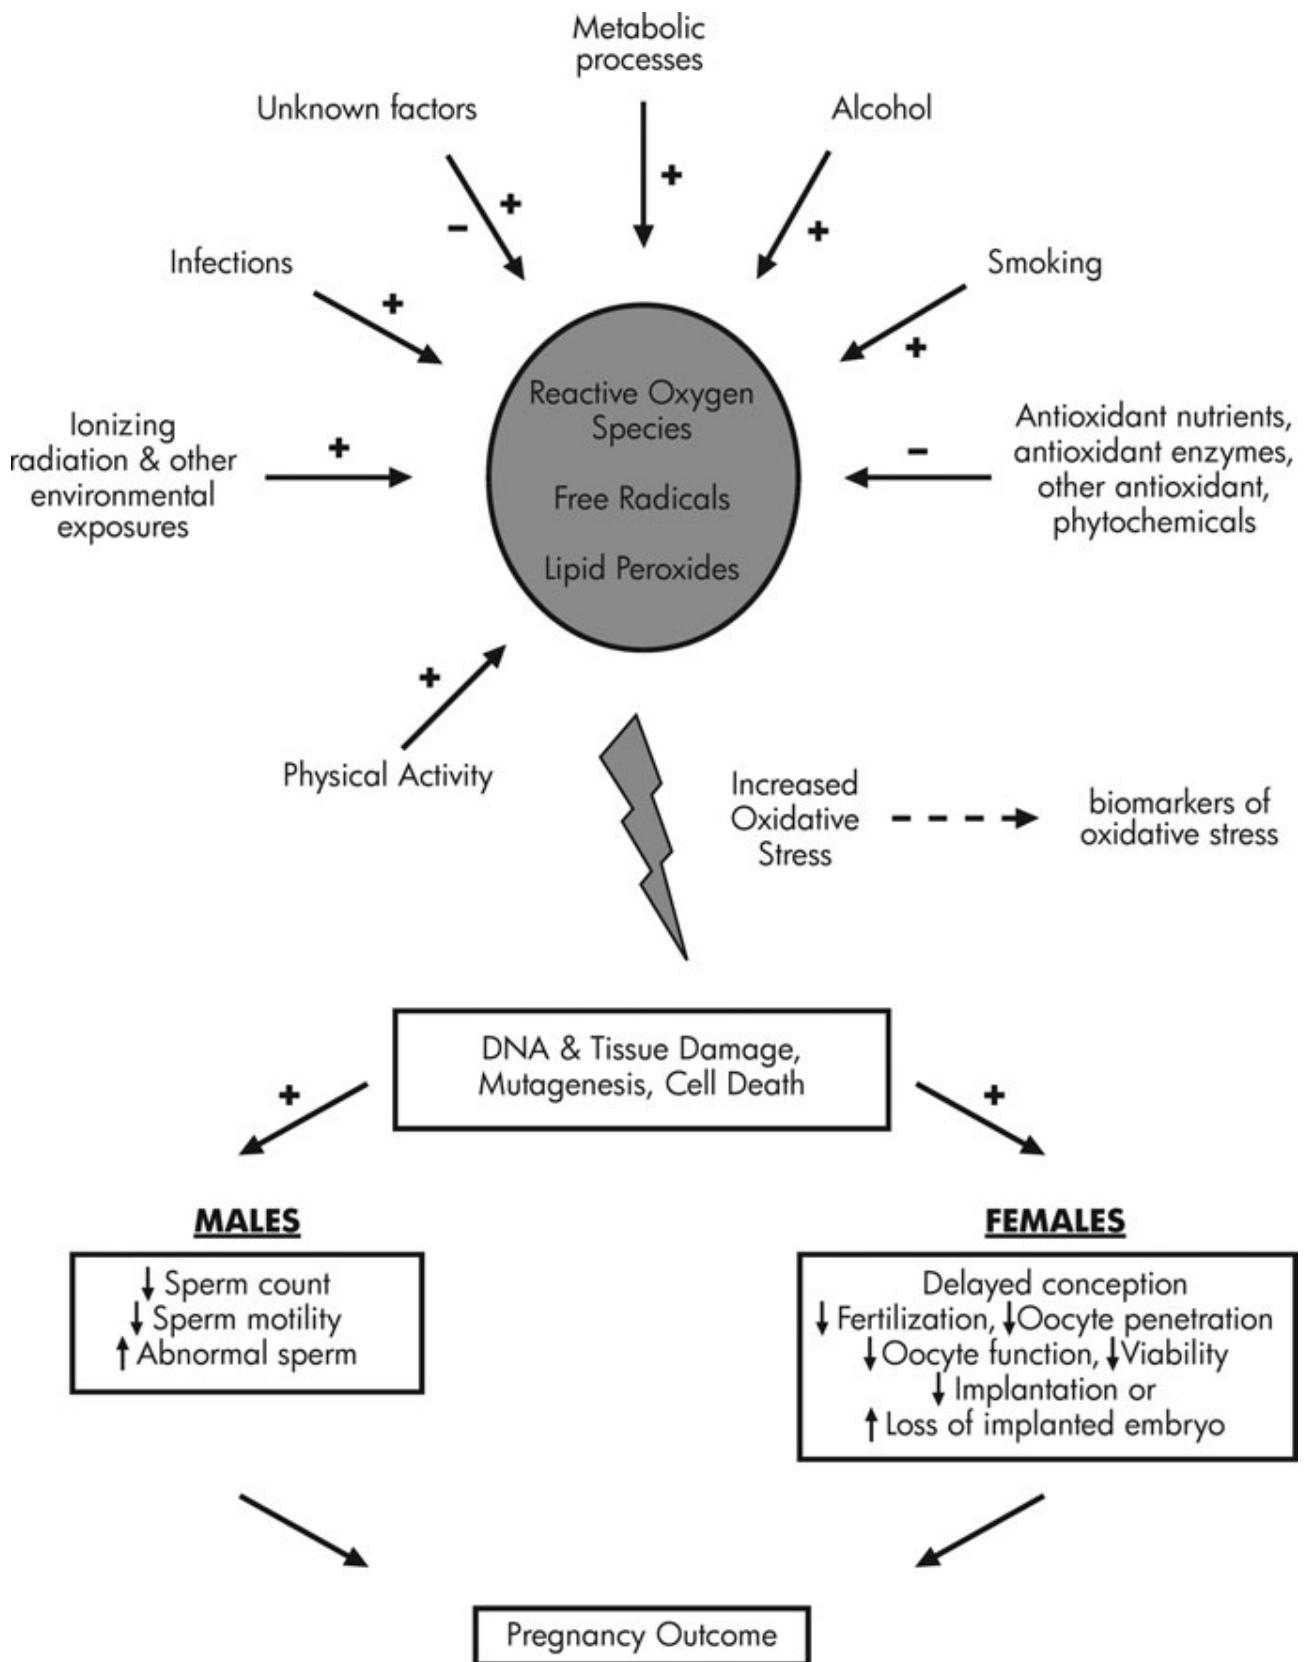 Metabolic
processes
Unknown factors
Alcohol
+
+
−
+
Infections
Smoking
+
+
Reactive Oxygen
Species
Free Radicals
Lipid Peroxides
Ionizing
radiation & other
environmental
exposures
+
Antioxidant nutrients,
antioxidant enzymes,
other antioxidant,
phytochemicals
−
+
Physical Activity
Increased
Oxidative
Stress
biomarkers of
oxidative stress
DNA & Tissue Damage,
Mutagenesis, Cell Death
+
+
MALES
↓ Sperm count
↓ Sperm motility
↑ Abnormal sperm
FEMALES
Delayed conception
↓ Fertilization, ↓ Oocyte penetration
↓ Oocyte function, ↓ Viability
↓ Implantation or
↑ Loss of implanted embryo
Pregnancy Outcome